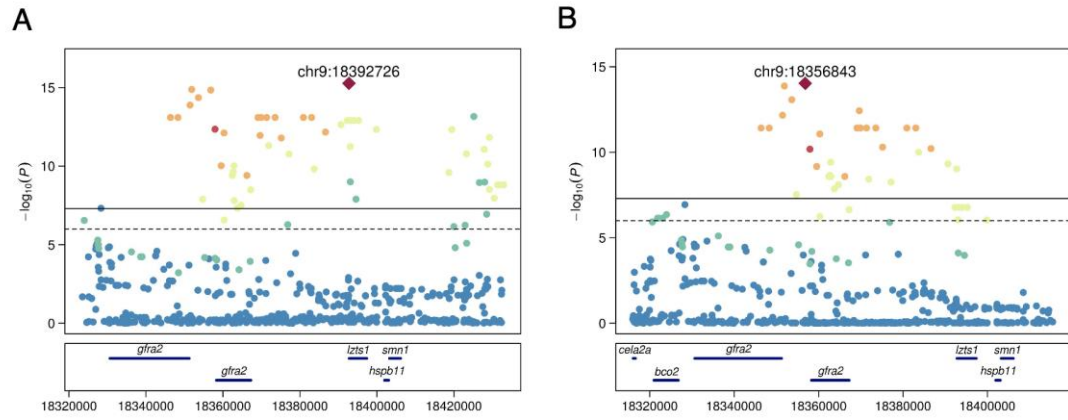 A
B
chr9:18392726
chr9:18356843
−log10(P)
15
10
5
0
−log10(P)
15
10
5
0
gfra2
lzts1
smn1
gfra2
hspb11
cela2a
gfra2
lzts1
smn1
bco2
gfra2
hspb11
18320000 18340000 18360000 18380000 18400000 18420000
18320000 18340000 18360000 18380000 18400000